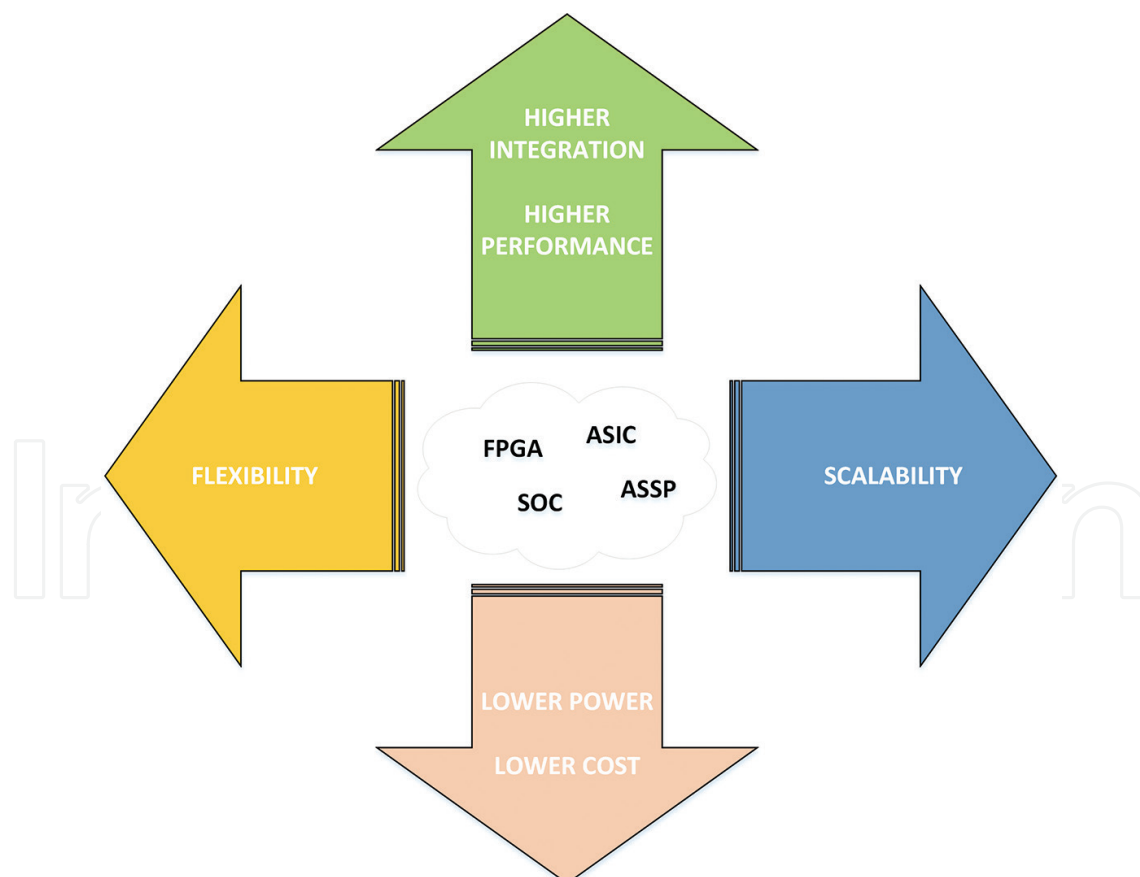 HIGHER
INTEGRATION
HIGHER
PERFORMANCE
FLEXIBILITY
FPGA
ASIC
SOC
ASSP
SCALABILITY
LOWER POWER
LOWER COST